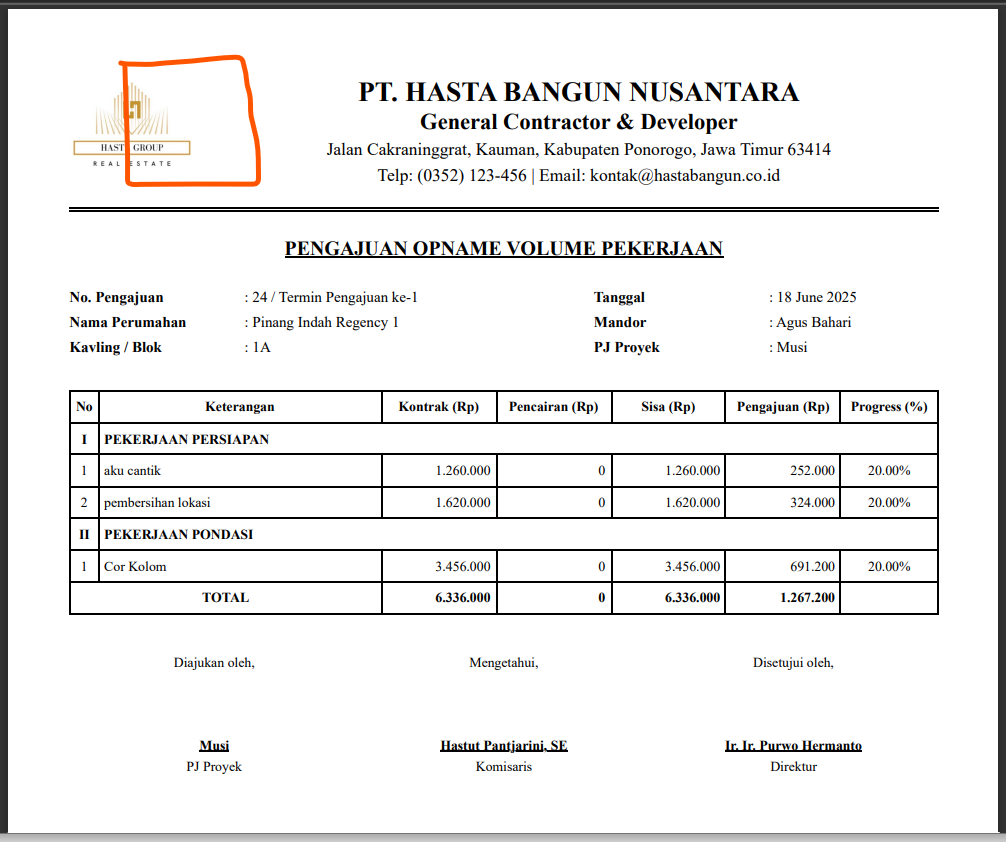 HASTA GROUP
REAL ESTATE
PT. HASTA BANGUN NUSANTARA
General Contractor & Developer
Jalan Cakraninggrat, Kauman, Kabupaten Ponorogo, Jawa Timur 63414
Telp: (0352) 123-456 | Email: kontak@hastabangun.co.id
PENGAJUAN OPNAME VOLUME PEKERJAAN
No. Pengajuan : 24 / Termin Pengajuan ke-1 Tanggal : 18 June 2025
Nama Perumahan : Pinang Indah Regency 1 Mandor : Agus Bahari
Kavling / Blok : 1A PJ Proyek : Musi
No Keterangan Kontrak (Rp) Pencairan (Rp) Sisa (Rp) Pengajuan (Rp) Progress (%)
I PEKERJAAN PERSIAPAN
1 aku cantik 1.260.000 0 1.260.000 252.000 20.00%
2 pembersihan lokasi 1.620.000 0 1.620.000 324.000 20.00%
II PEKERJAAN PONDASI
1 Cor Kolom 3.456.000 0 3.456.000 691.200 20.00%
TOTAL 6.336.000 0 6.336.000 1.267.200
Diajukan oleh, Mengetahui, Disetujui oleh,
Musi Hastut Pantjarini, SE Ir. Ir. Purwo Hermanto
PJ Proyek Komisaris Direktur